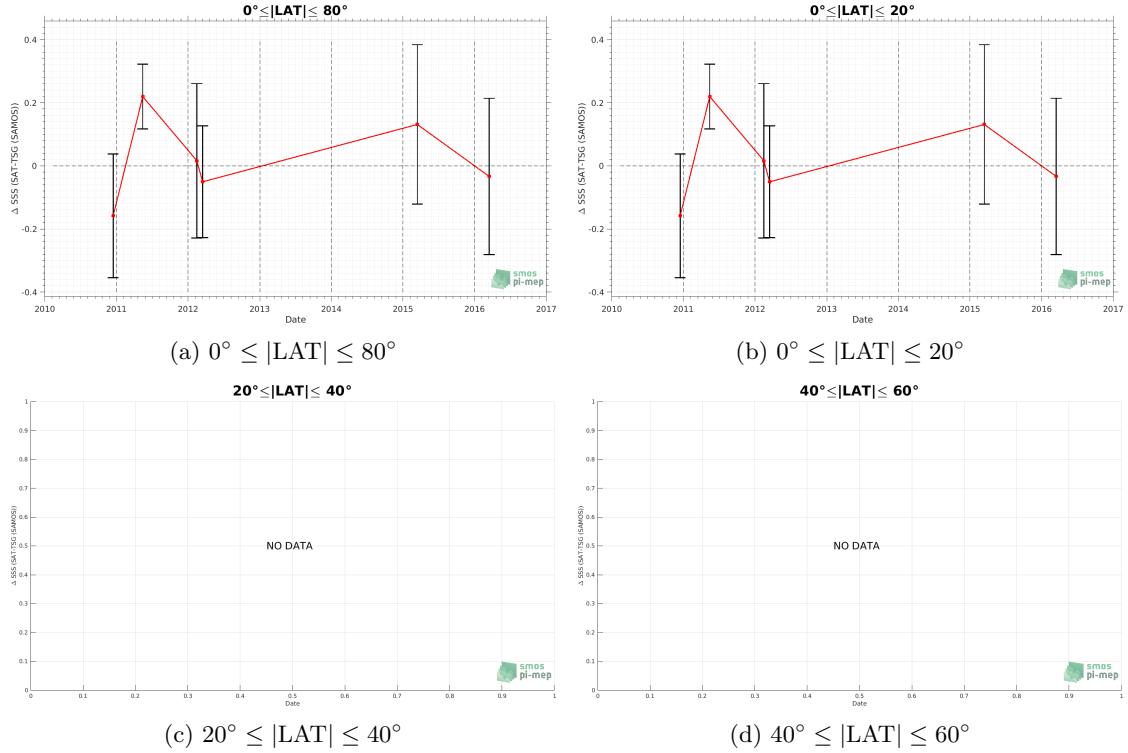 0°≤|LAT|≤ 80°
0.4
0.2
0
-0.2
-0.4
Δ SSS (SAT-TSG (SAMOS))
2010 2011 2012 2013 2014 2015 2016 2017
Date
smos
pi-mep
(a) 0° ≤ |LAT| ≤ 80°
0°≤|LAT|≤ 20°
0.4
0.2
0
-0.2
-0.4
Δ SSS (SAT-TSG (SAMOS))
2010 2011 2012 2013 2014 2015 2016 2017
Date
smos
pi-mep
(b) 0° ≤ |LAT| ≤ 20°
20°≤|LAT|≤ 40°
1
0.9
0.8
0.7
0.6
0.5
0.4
0.3
0.2
0.1
0
Δ SSS (SAT-TSG (SAMOS))
NO DATA
0 0.1 0.2 0.3 0.4 0.5 0.6 0.7 0.8 0.9 1
Date
smos
pi-mep
(c) 20° ≤ |LAT| ≤ 40°
40°≤|LAT|≤ 60°
1
0.9
0.8
0.7
0.6
0.5
0.4
0.3
0.2
0.1
0
Δ SSS (SAT-TSG (SAMOS))
NO DATA
0 0.1 0.2 0.3 0.4 0.5 0.6 0.7 0.8 0.9 1
Date
smos
pi-mep
(d) 40° ≤ |LAT| ≤ 60°